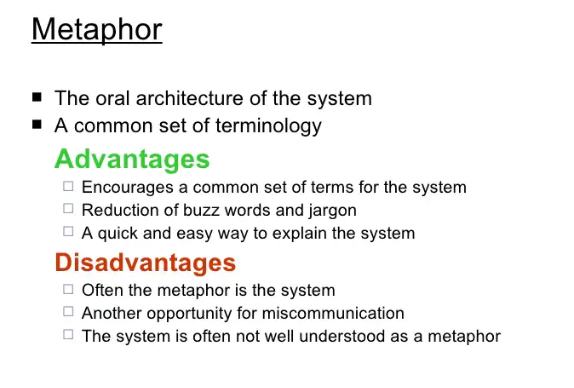 Metaphor
The oral architecture of the system
A common set of terminology
Advantages
Encourages a common set of terms for the system
Reduction of buzz words and jargon
A quick and easy way to explain the system
Disadvantages
Often the metaphor is the system
Another opportunity for miscommunication
The system is often not well understood as a metaphor